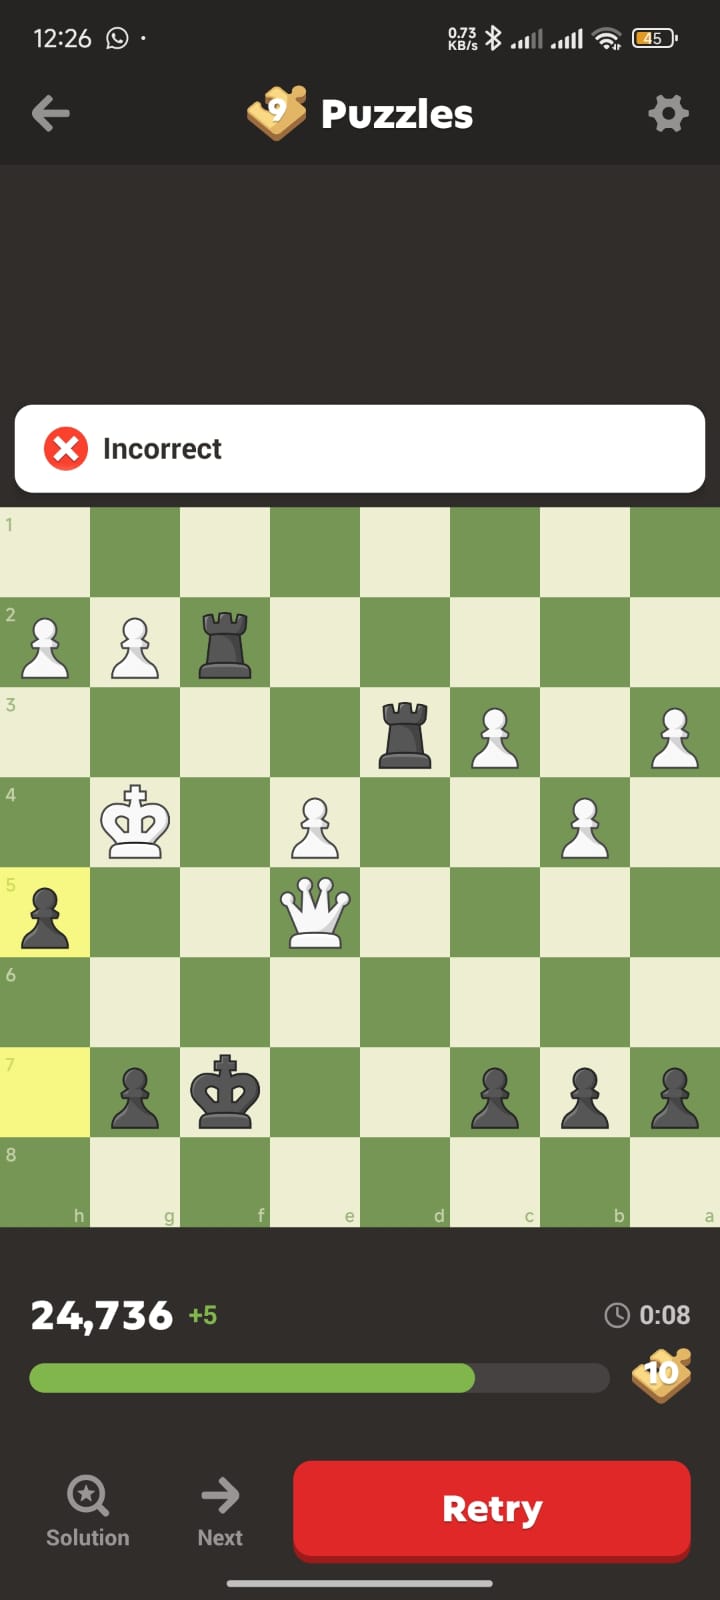 12:26
0.73
KB/s
45
9 Puzzles
Incorrect
1
2
3
4
5
6
7
8
h g f e d c b a
24,736 +5 0:08
10
Solution Next Retry